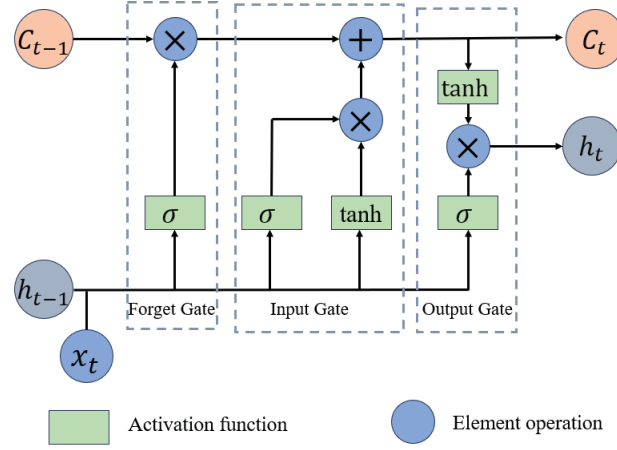 C_{t-1}
×
+
C_t
tanh
×
×
h_t
σ
σ
tanh
σ
h_{t-1}
Forget Gate
Input Gate
Output Gate
x_t
Activation function
Element operation